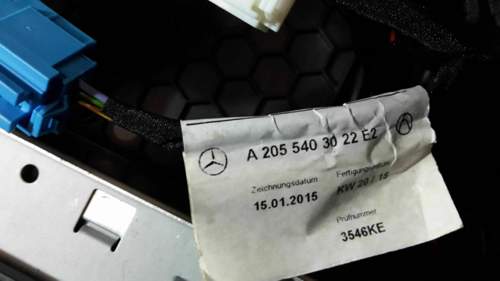 A 205 540 30 22 E2
Zeichnungsdatum Fertigungsdatum
15.01.2015 KW 20 / 15
Prüfnummer
3546KE